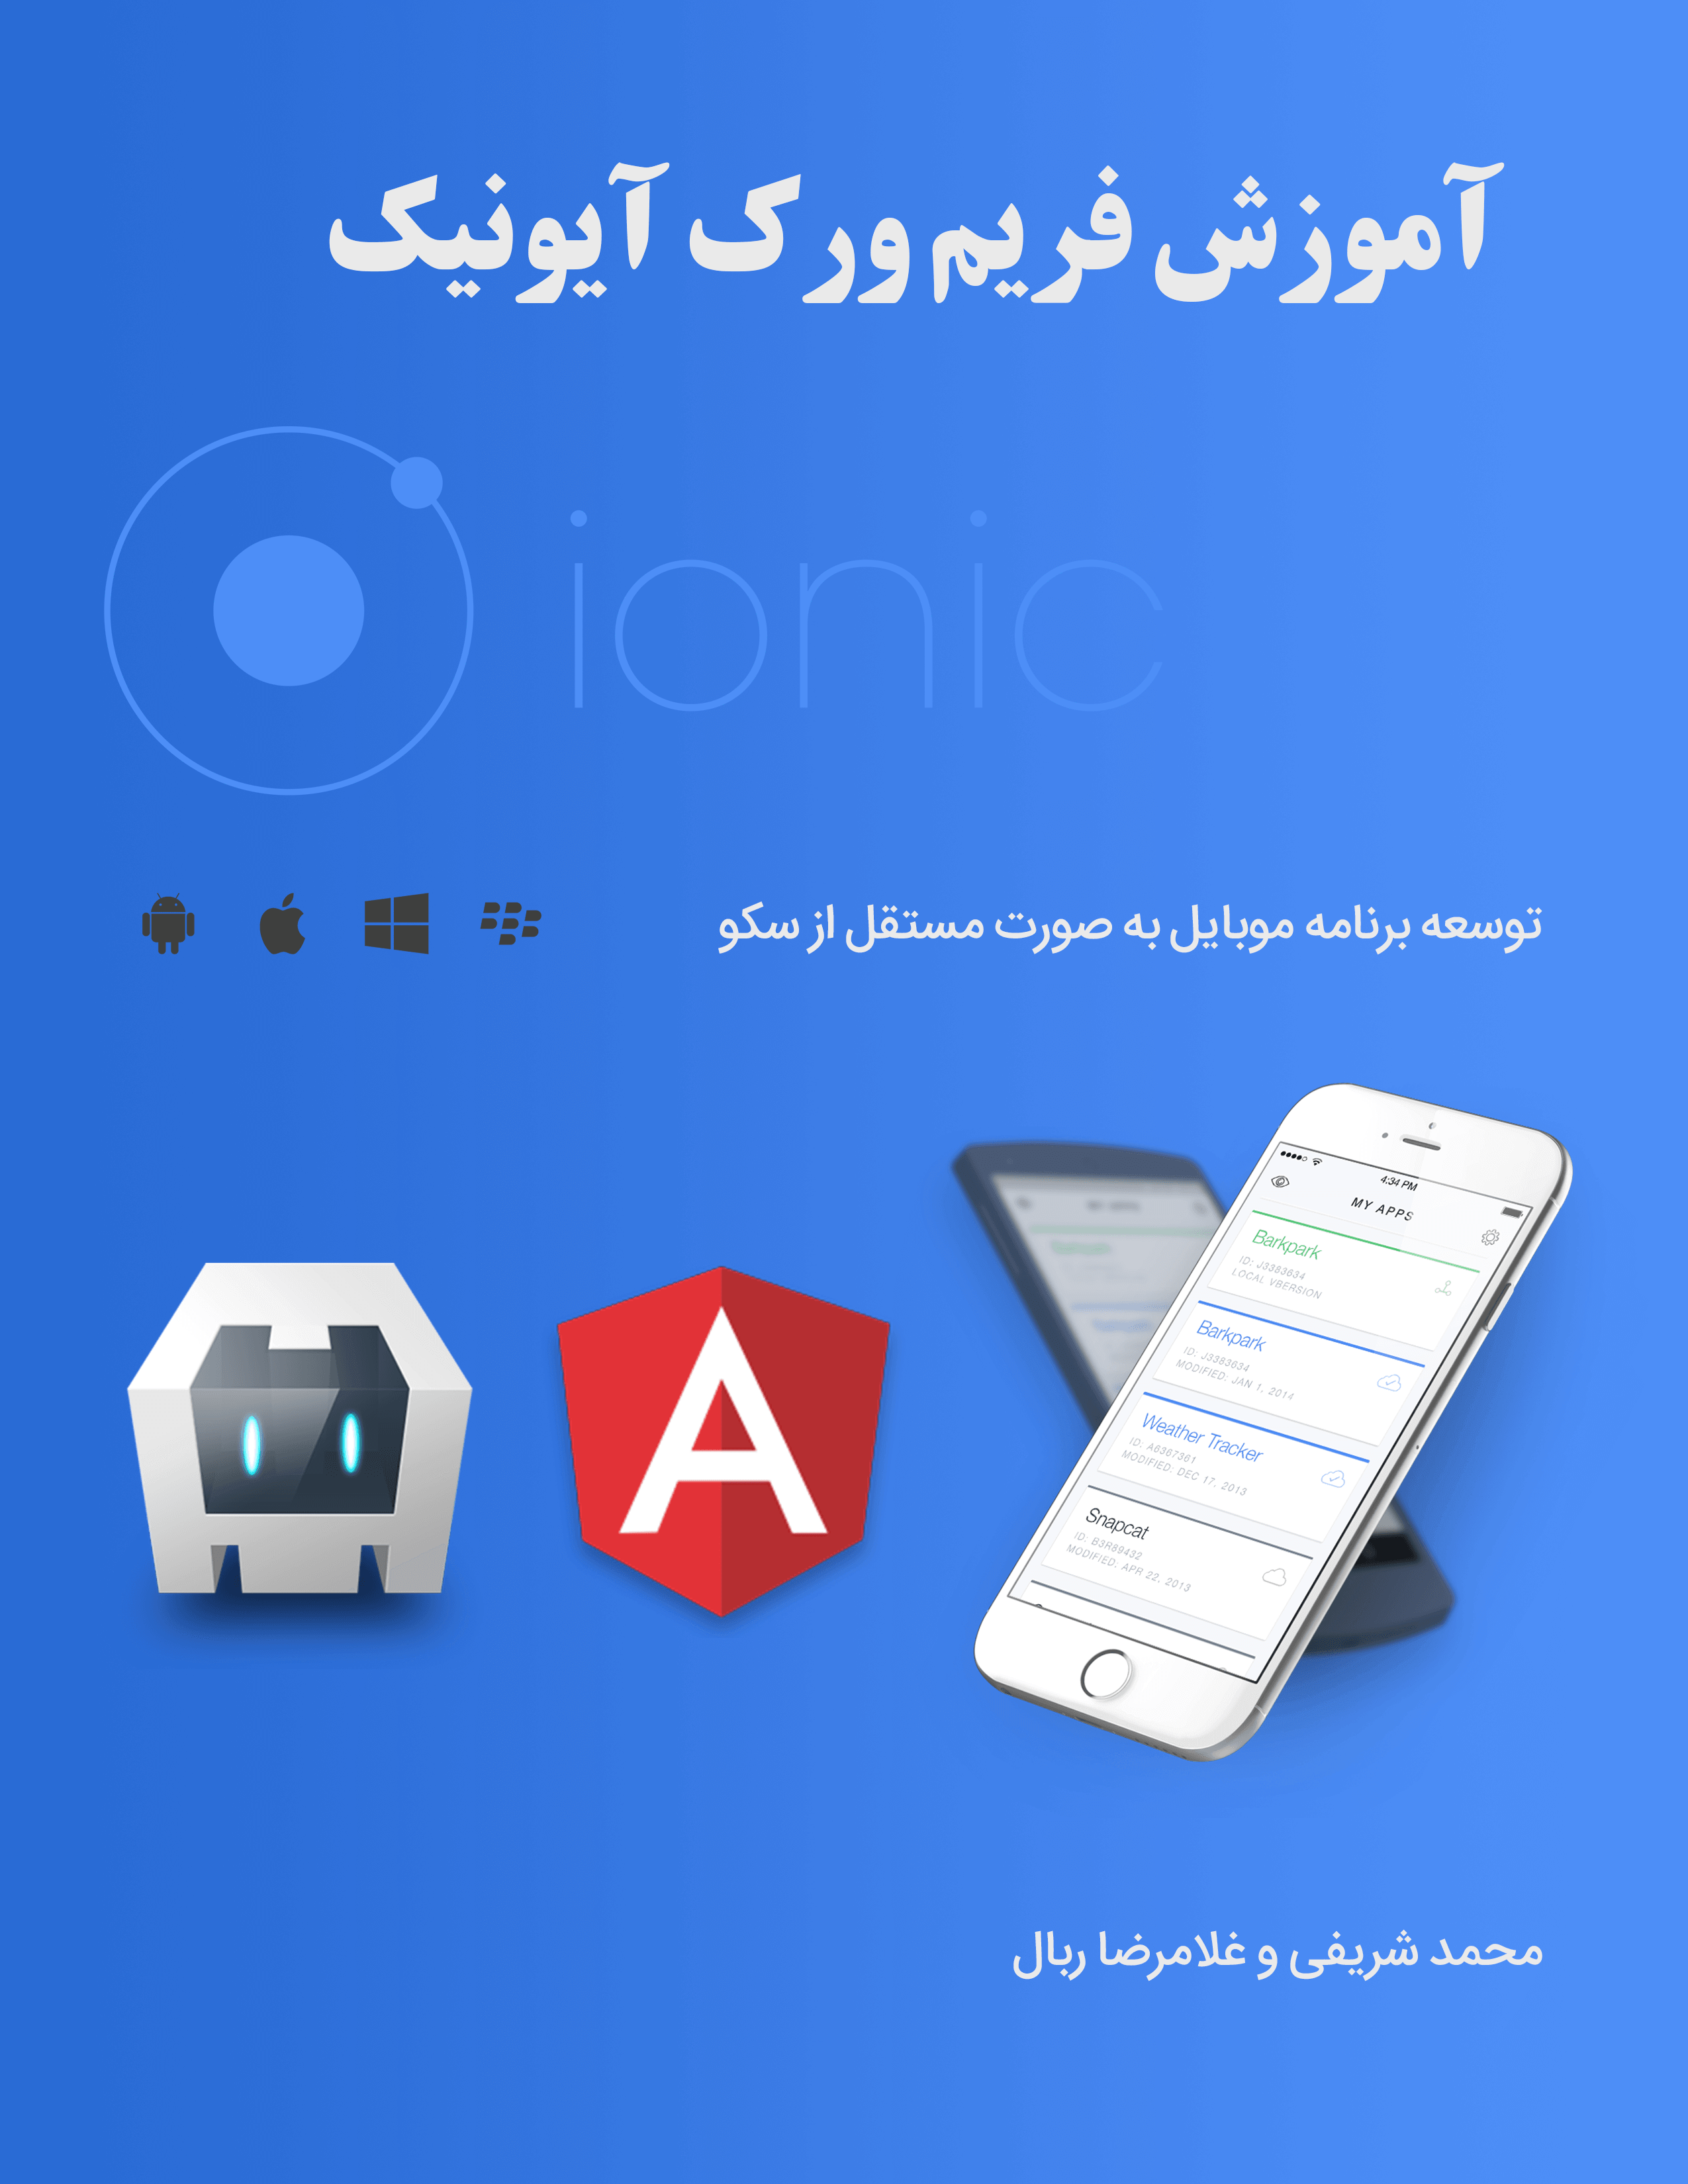 آموزش فریم‌ورک آیونیک
ionic
توسعه برنامه موبایل به صورت مستقل از سکو
4:34 PM
MY APPS
Barkpark
ID: J3383634
LOCAL VBERSION
Barkpark
ID: J3383634
MODIFIED: JAN 1, 2014
Weather Tracker
ID: A6367361
MODIFIED: DEC 17, 2013
Snapcat
ID: B3R89432
MODIFIED: APR 22, 2013
MY APPS
محمد شریفی و غلامرضا ربال